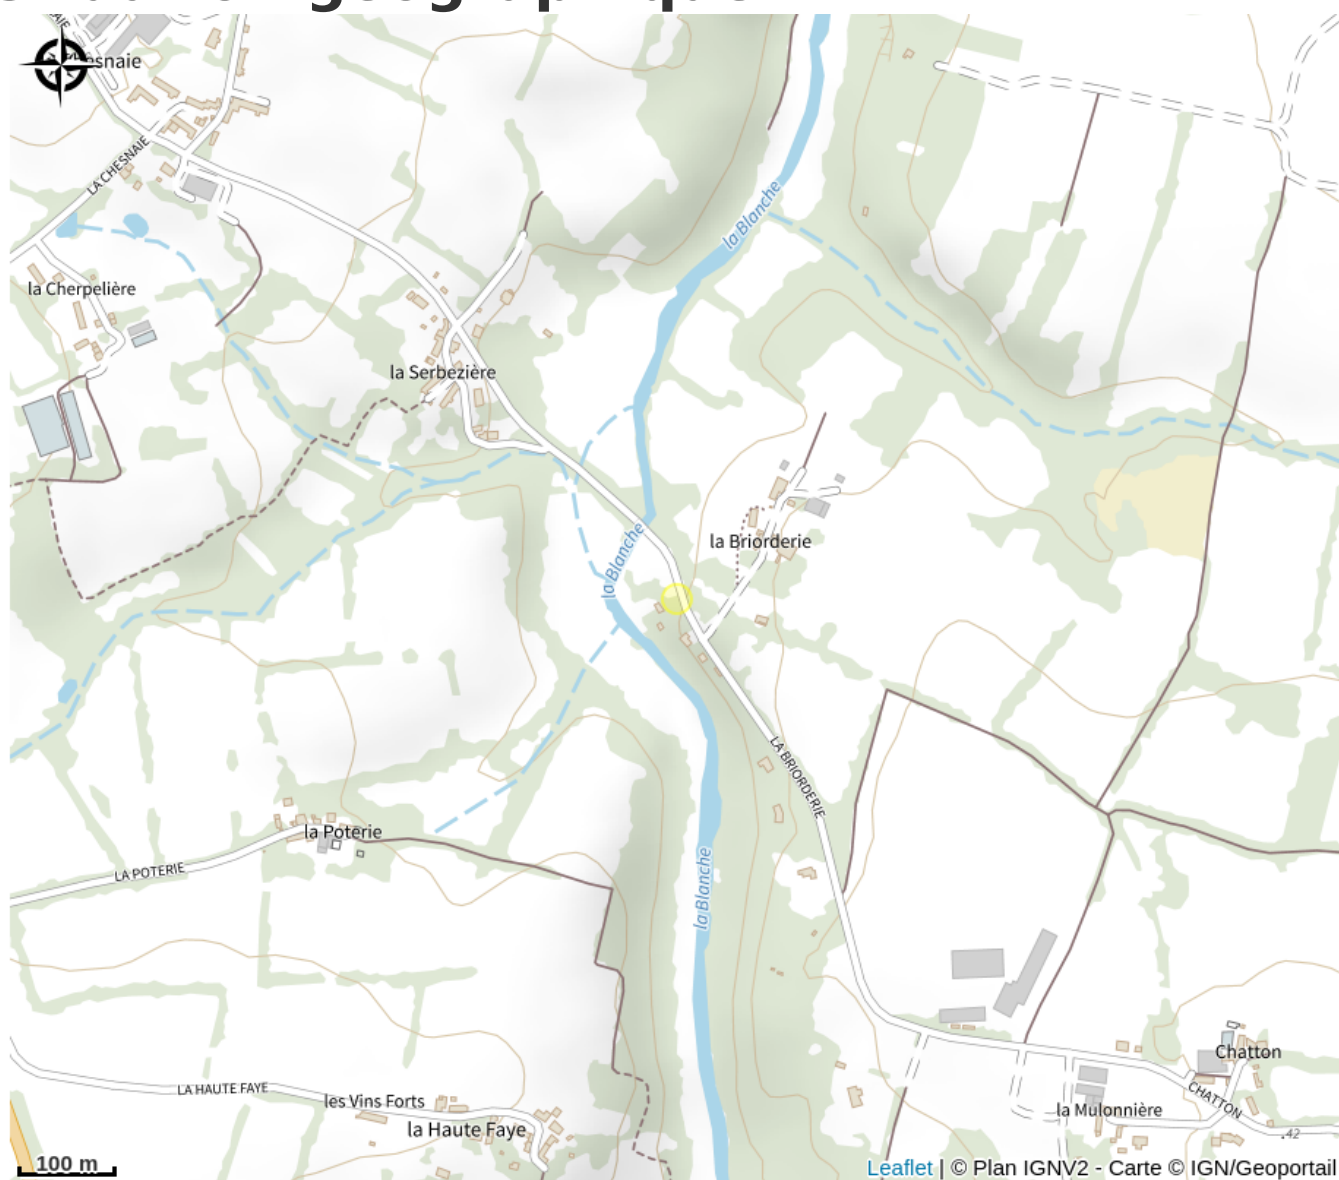 géographique
LA CHESNAIE
la Blanche
la Cherpelière
la Serbezière
la Briorderie
la Blanche
LA BRIORDERIE
la Poterie
LA POTERIE
la Blanche
Chatton
LA HAUTE FAYE
les Vins Forts
CHATTON
la Mulonnière
la Haute Faye
42
100 m
Leaflet | © Plan IGNV2 - Carte © IGN/Geoportail